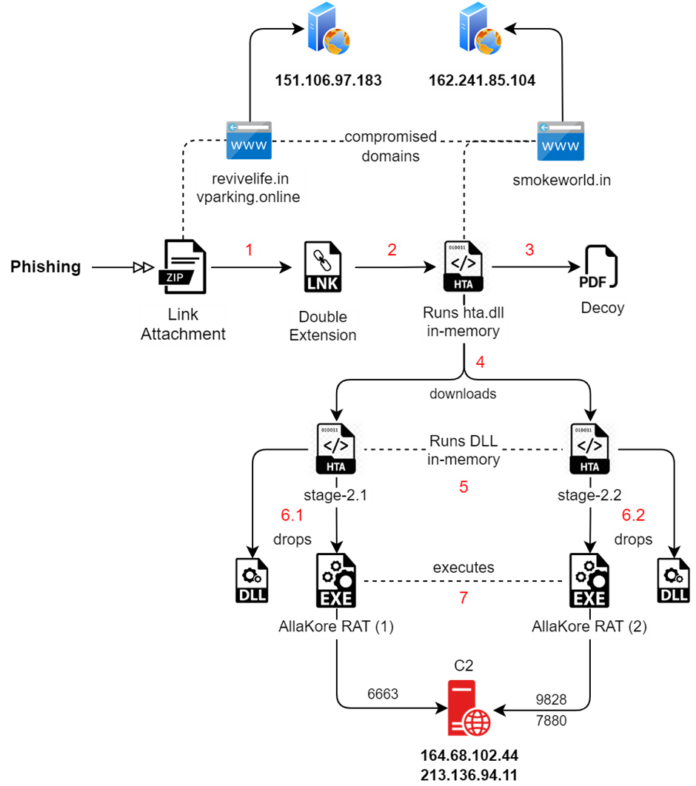 151.106.97.183
162.241.85.104
www
www
compromised
domains
revivelife.in
vparking.online
smokeworld.in
1
2
3
Phishing
ZIP
LNK
010011
</>
HTA
PDF
Link
Attachment
Double
Extension
Runs hta.dll
in-memory
Decoy
4
downloads
010011
</>
HTA
Runs DLL
in-memory
010011
</>
HTA
5
stage-2.1
stage-2.2
6.1
drops
6.2
drops
DLL
EXE
executes
7
EXE
DLL
AllaKore RAT (1)
AllaKore RAT (2)
C2
6663
9828
7880
164.68.102.44
213.136.94.11